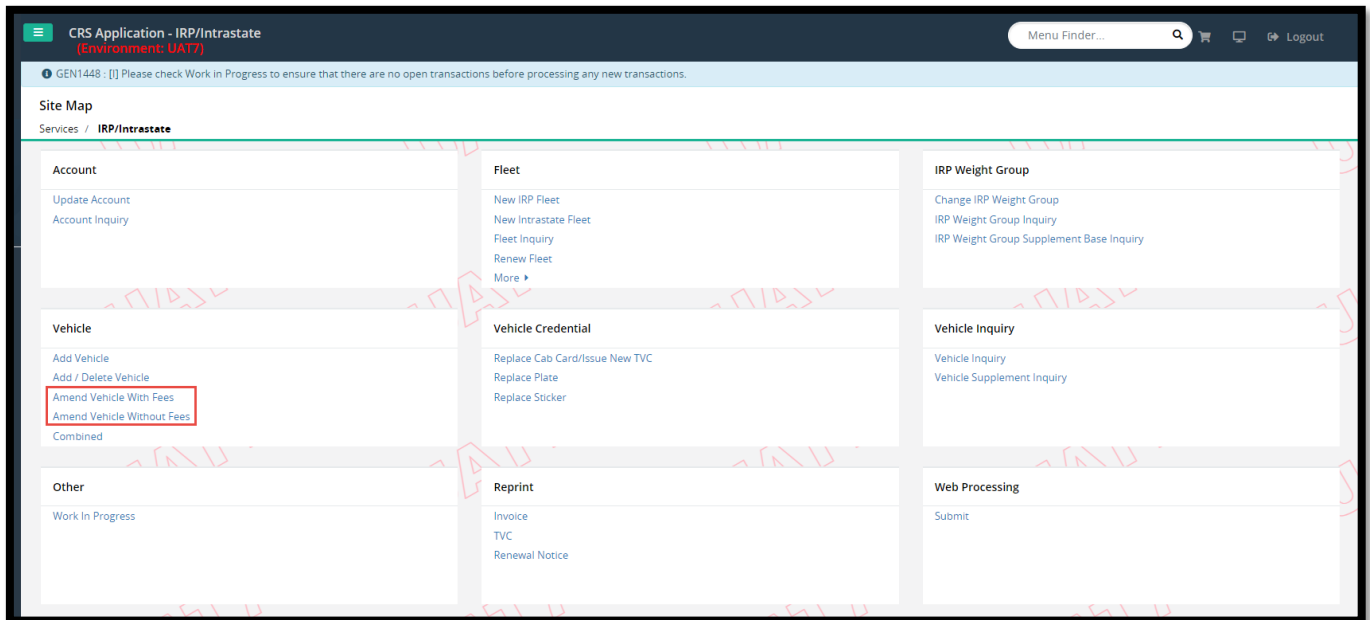 CRS Application - IRP/Intrastate
(Environment: UAT7)
Menu Finder...
Logout
GEN1448 : [I] Please check Work in Progress to ensure that there are no open transactions before processing any new transactions.
Site Map
Services / IRP/Intrastate
Account
Update Account
Account Inquiry
Fleet
New IRP Fleet
New Intrastate Fleet
Fleet Inquiry
Renew Fleet
More
IRP Weight Group
Change IRP Weight Group
IRP Weight Group Inquiry
IRP Weight Group Supplement Base Inquiry
Vehicle
Add Vehicle
Add / Delete Vehicle
Amend Vehicle With Fees
Amend Vehicle Without Fees
Combined
Vehicle Credential
Replace Cab Card/Issue New TVC
Replace Plate
Replace Sticker
Vehicle Inquiry
Vehicle Inquiry
Vehicle Supplement Inquiry
Other
Work In Progress
Reprint
Invoice
TVC
Renewal Notice
Web Processing
Submit